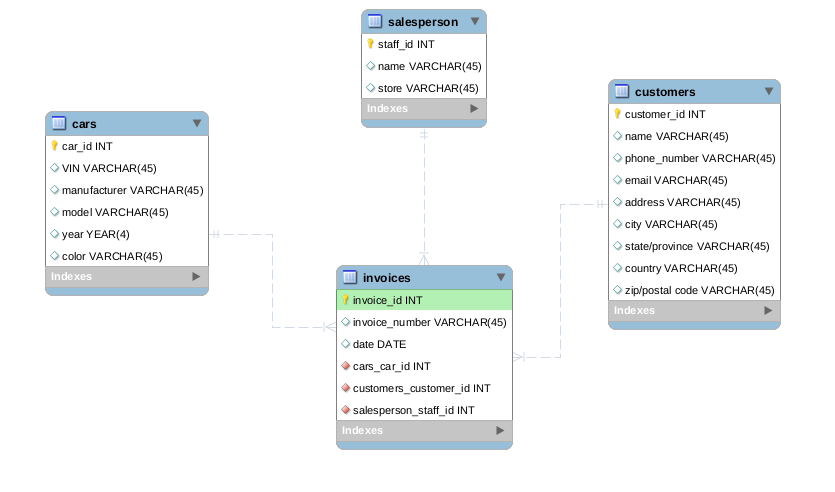 salesperson
staff_id INT
name VARCHAR(45)
store VARCHAR(45)
Indexes
cars
car_id INT
VIN VARCHAR(45)
manufacturer VARCHAR(45)
model VARCHAR(45)
year YEAR(4)
color VARCHAR(45)
Indexes
customers
customer_id INT
name VARCHAR(45)
phone_number VARCHAR(45)
email VARCHAR(45)
address VARCHAR(45)
city VARCHAR(45)
state/province VARCHAR(45)
country VARCHAR(45)
zip/postal code VARCHAR(45)
Indexes
invoices
invoice_id INT
invoice_number VARCHAR(45)
date DATE
cars_car_id INT
customers_customer_id INT
salesperson_staff_id INT
Indexes